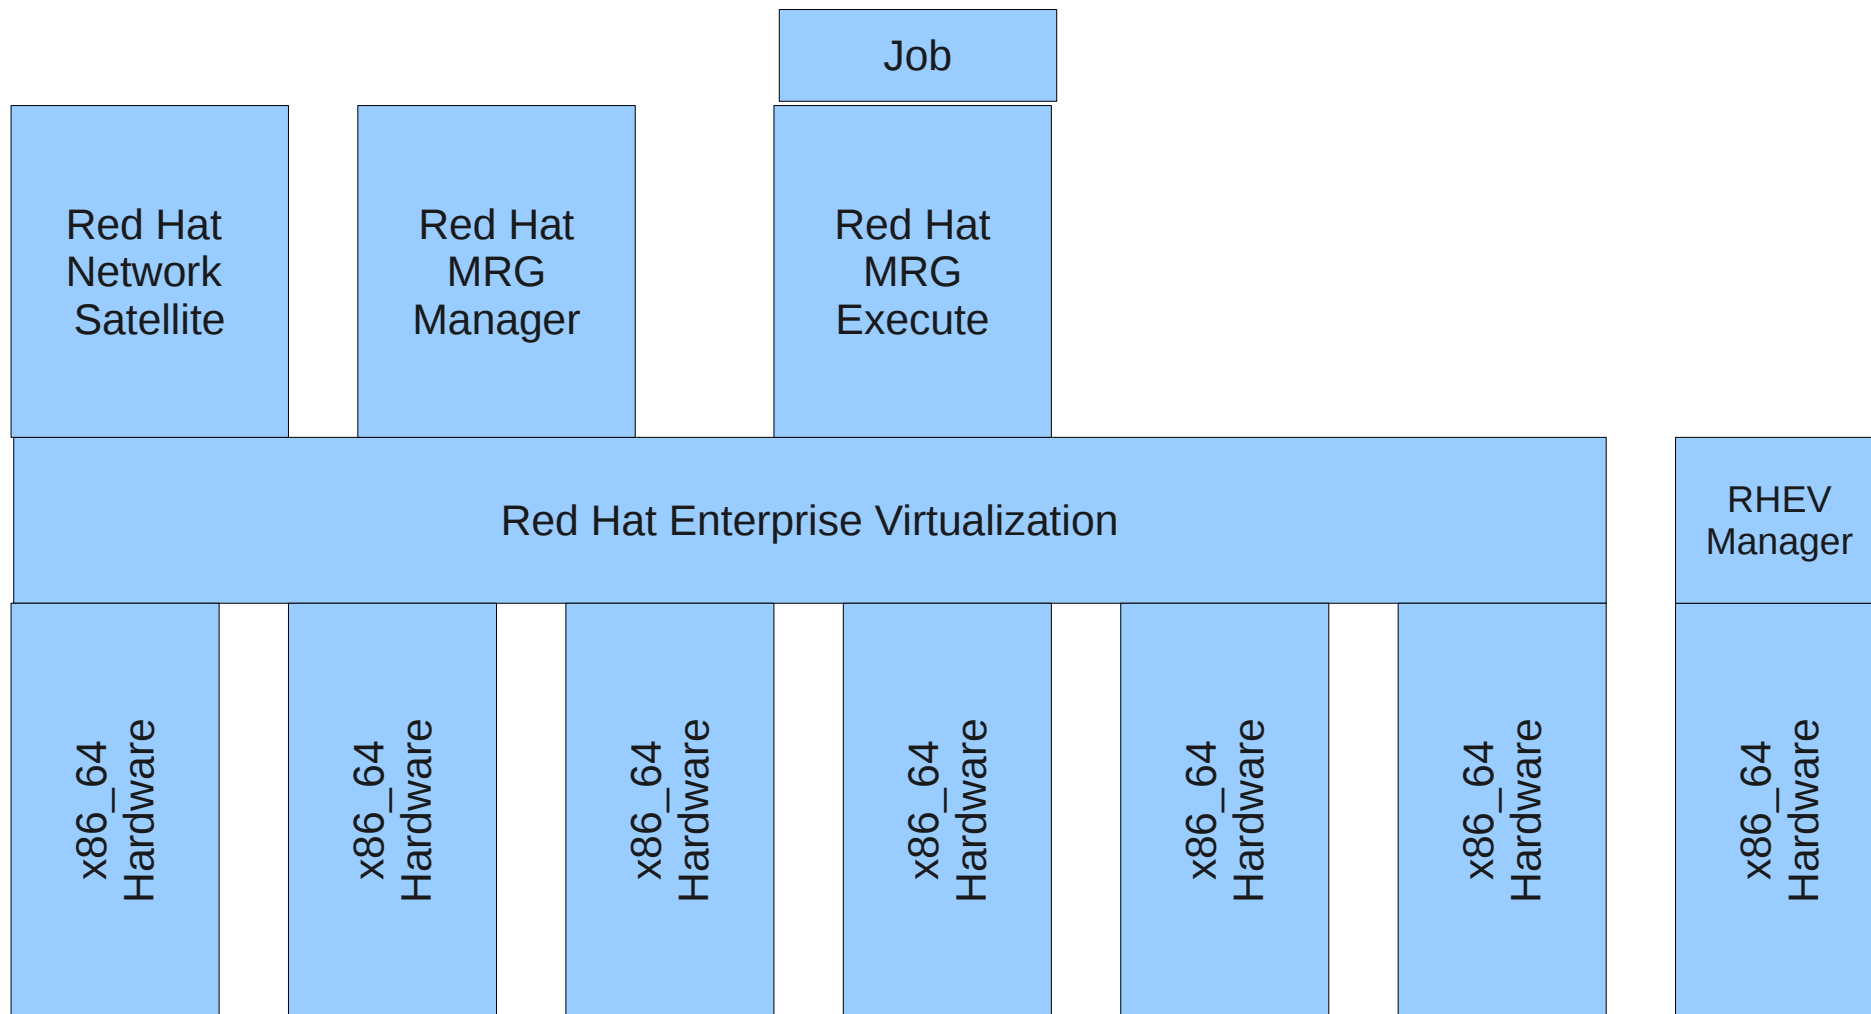 Job
Red Hat
Network
Satellite
Red Hat
MRG
Manager
Red Hat
MRG
Execute
Red Hat Enterprise Virtualization
RHEV
Manager
x86_64
Hardware
x86_64
Hardware
x86_64
Hardware
x86_64
Hardware
x86_64
Hardware
x86_64
Hardware
x86_64
Hardware